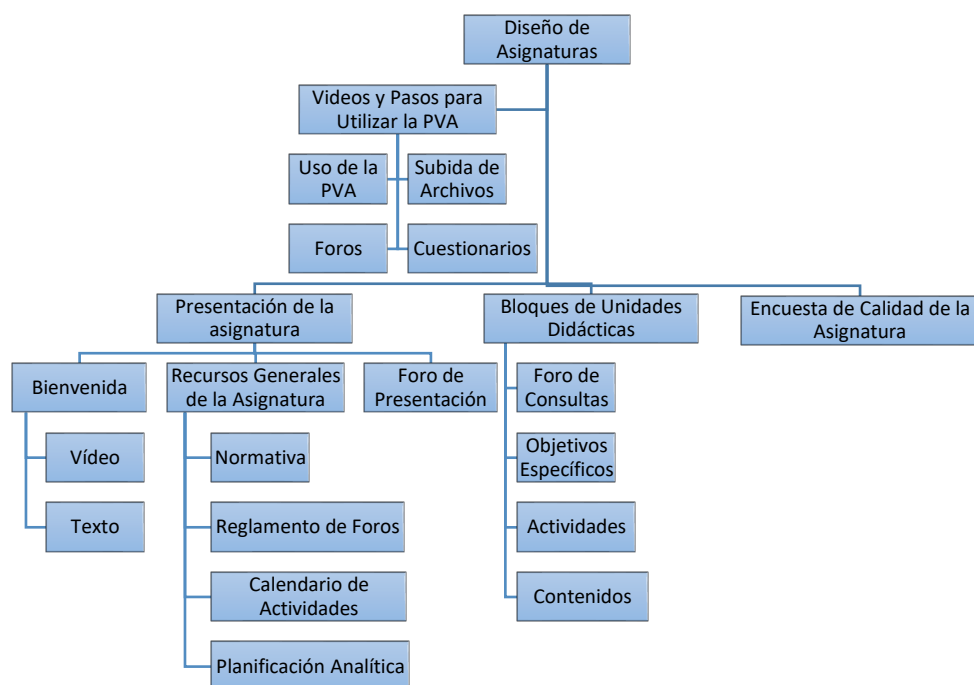 Diseño de
Asignaturas
Videos y Pasos para
Utilizar la PVA
Uso de la
PVA
Subida de
Archivos
Foros
Cuestionarios
Presentación de la
asignatura
Bloques de Unidades
Didácticas
Encuesta de Calidad de la
Asignatura
Bienvenida
Recursos Generales
de la Asignatura
Foro de
Presentación
Foro de
Consultas
Vídeo
Normativa
Objetivos
Específicos
Texto
Reglamento de Foros
Actividades
Calendario de
Actividades
Contenidos
Planificación Analítica